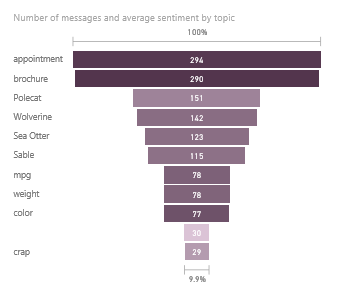 Number of messages and average sentiment by topic
100%
appointment 294
brochure 290
Polecat 151
Wolverine 142
Sea Otter 123
Sable 115
mpg 78
weight 78
color 77
30
crap 29
9.9%